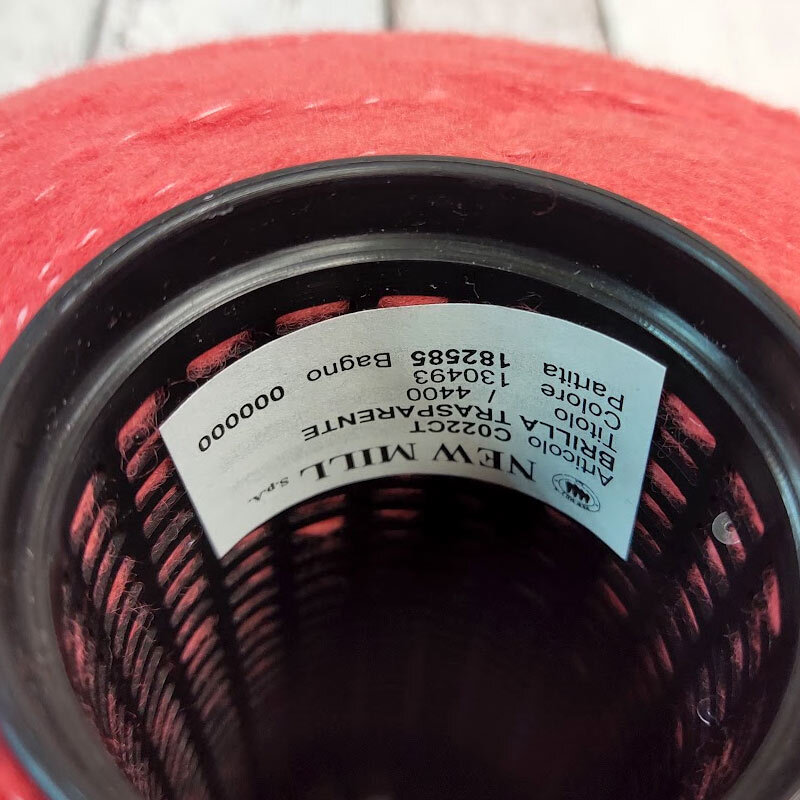 NEW MILL S.p.A.
Articolo C022CT
BRILLA TRASPARENTE
Titolo / 4400
Colore 130493
Partita 182585 Bagno 000000